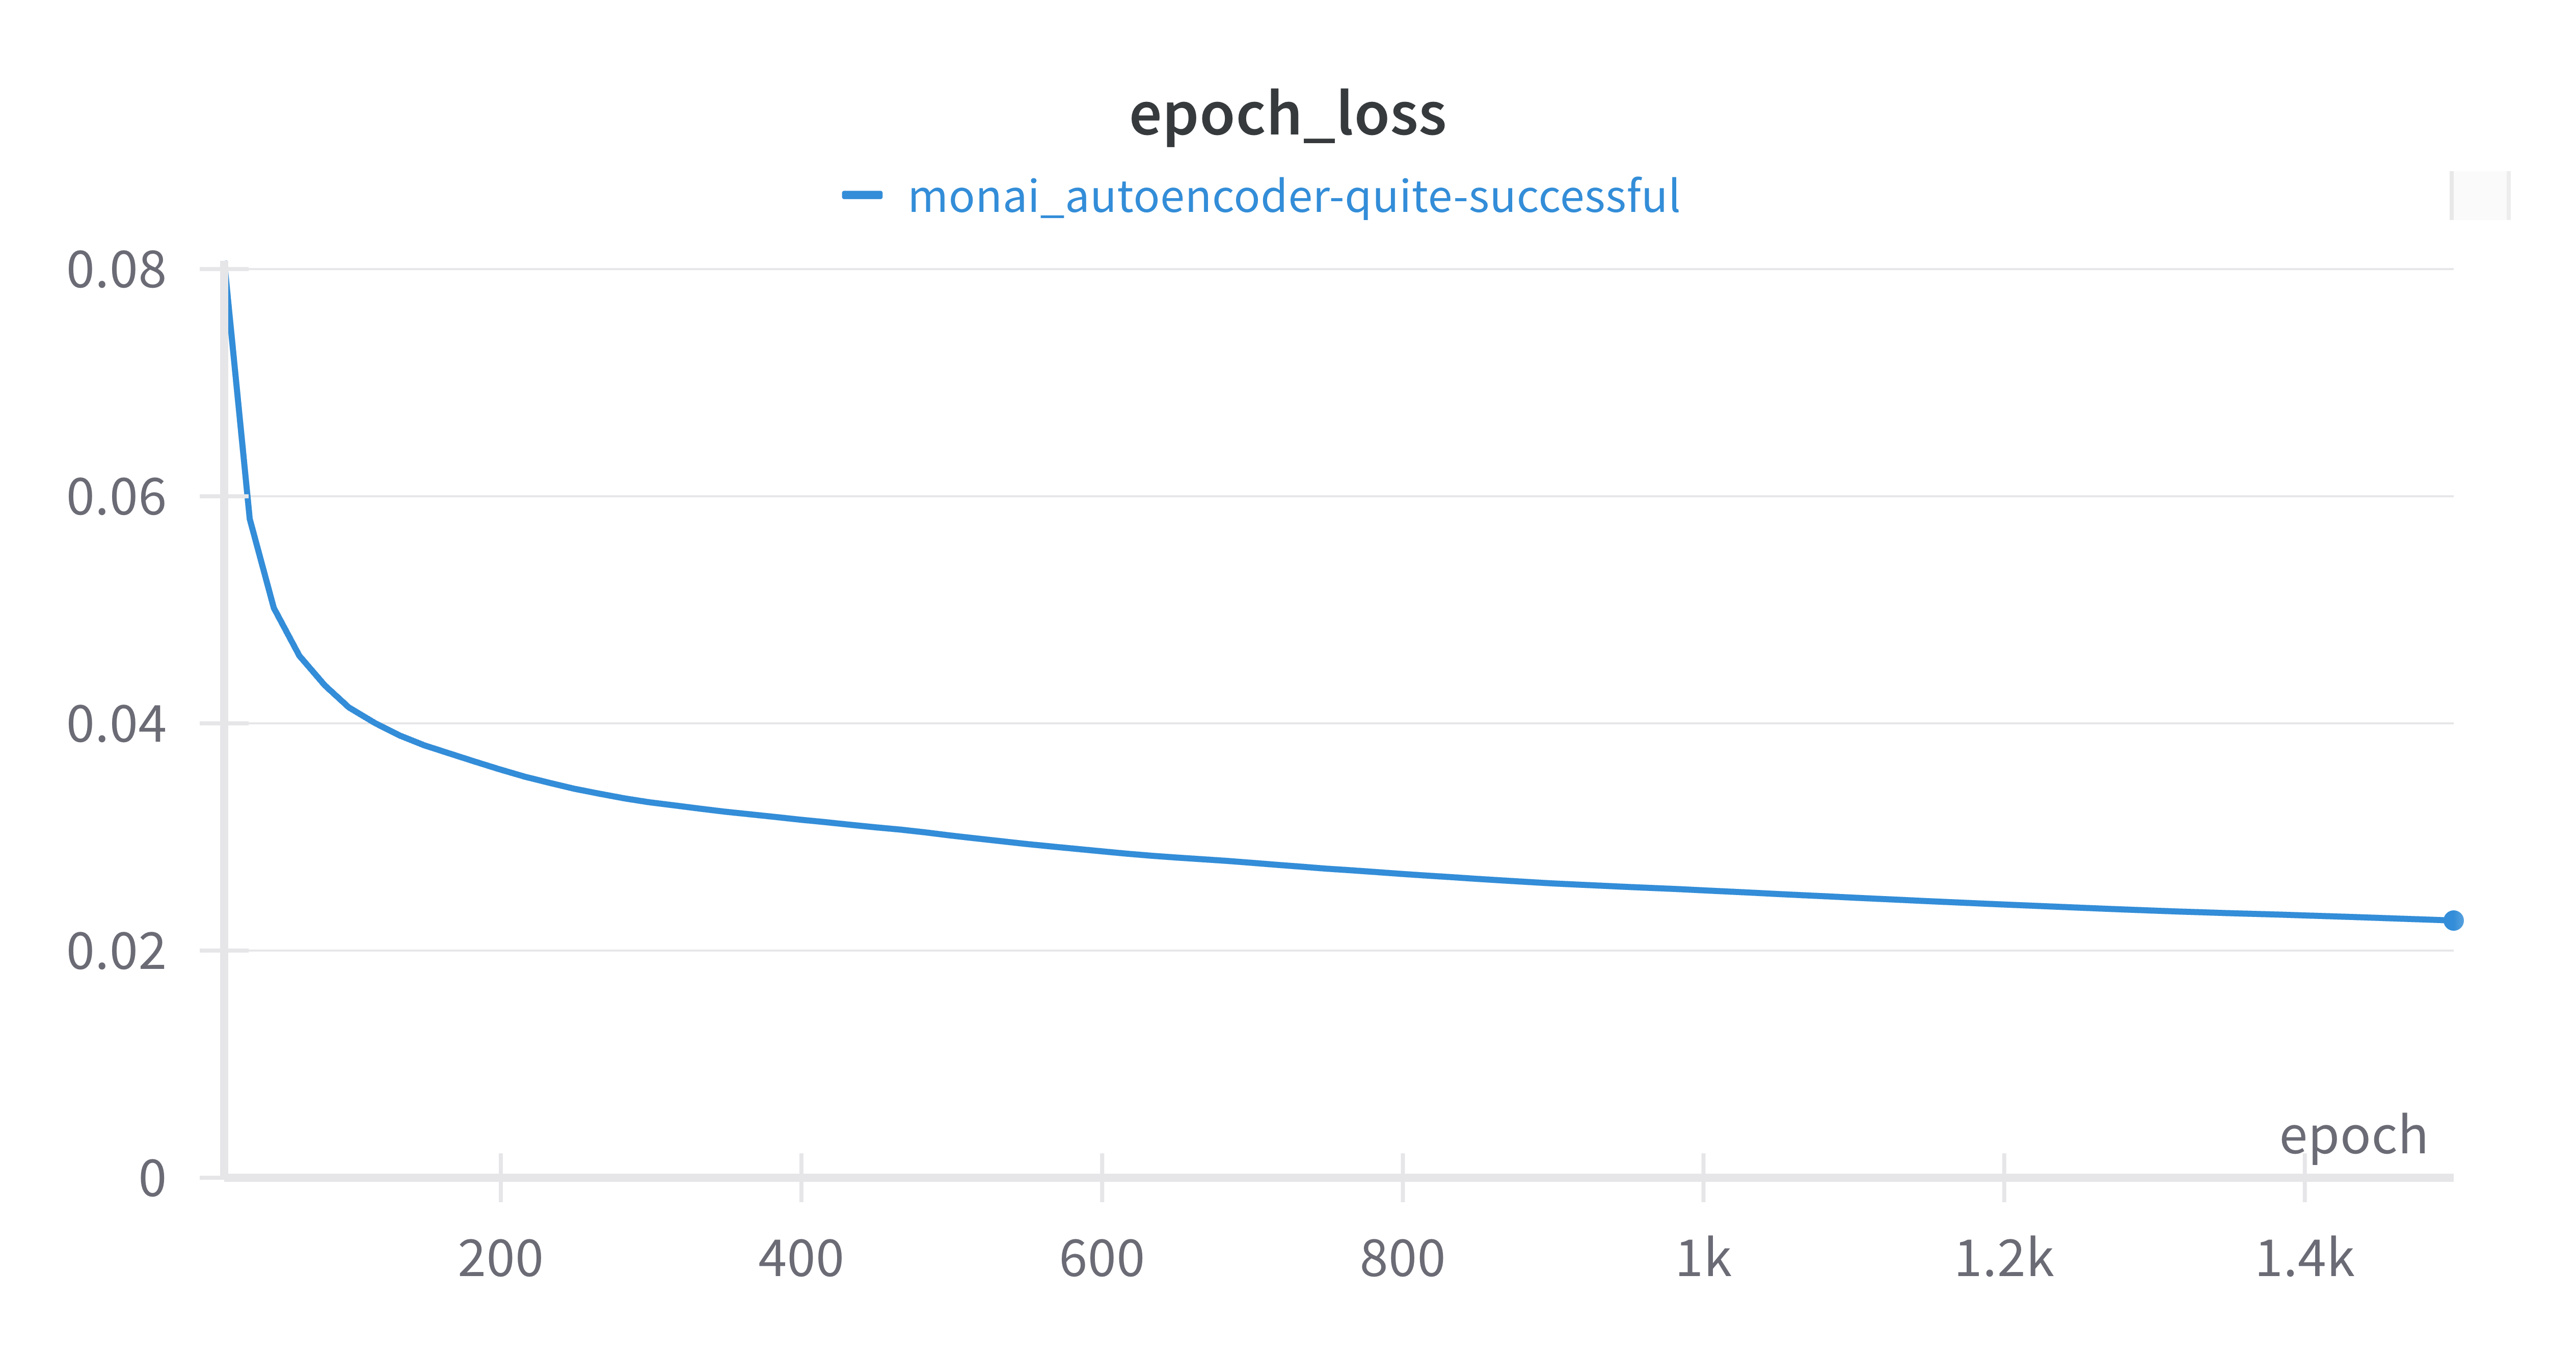 epoch_loss
monai_autoencoder-quite-successful
0.08
0.06
0.04
0.02
0
epoch
200 400 600 800 1k 1.2k 1.4k